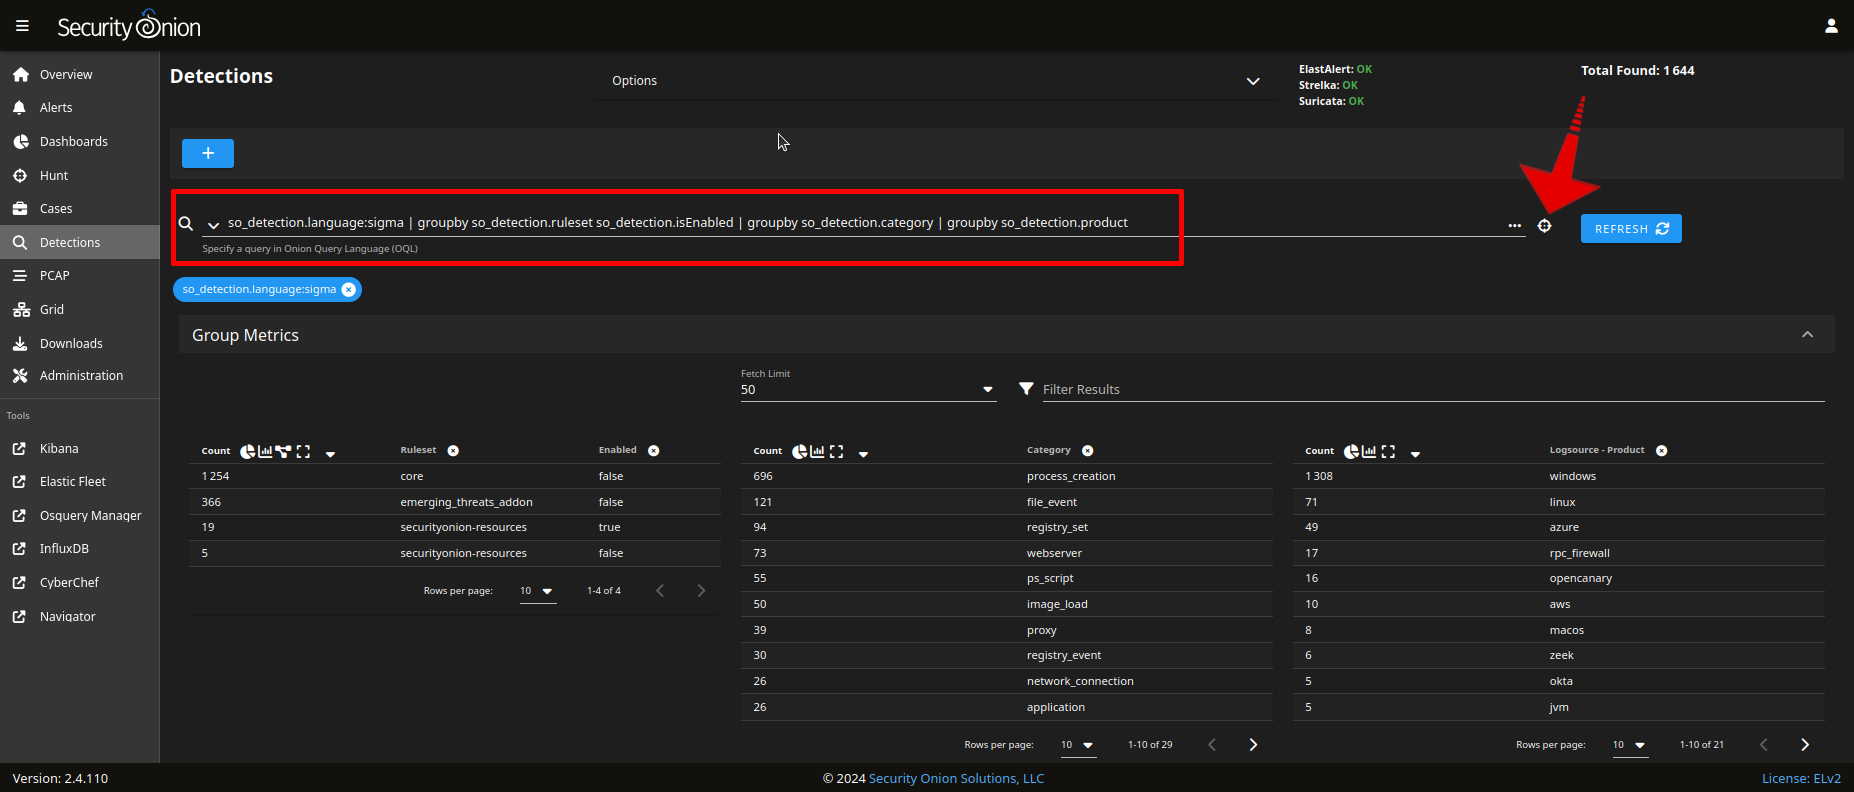 Security Onion
Overview
Alerts
Dashboards
Hunt
Cases
Detections
PCAP
Grid
Downloads
Administration
Tools
Kibana
Elastic Fleet
Osquery Manager
InfluxDB
CyberChef
Navigator
Detections
Options
ElastAlert: OK
Strelka: OK
Suricata: OK
Total Found: 1 644
+
so_detection.language:sigma | groupby so_detection.ruleset so_detection.isEnabled | groupby so_detection.category | groupby so_detection.product
REFRESH
Specify a query in Onion Query Language (OQL)
so_detection.language:sigma
Group Metrics
Fetch Limit
50
Filter Results
Count Ruleset Enabled
1 254 core false
366 emerging_threats_addon false
19 securityonion-resources true
5 securityonion-resources false
Rows per page: 10 1-4 of 4
Count Category
696 process_creation
121 file_event
94 registry_set
73 webserver
55 ps_script
50 image_load
39 proxy
30 registry_event
26 network_connection
26 application
Rows per page: 10 1-10 of 29
Count Logsource - Product
1 308 windows
71 linux
49 azure
17 rpc_firewall
16 opencanary
10 aws
8 macos
6 zeek
5 okta
5 jvm
Rows per page: 10 1-10 of 21
Version: 2.4.110
© 2024 Security Onion Solutions, LLC
License: ELv2